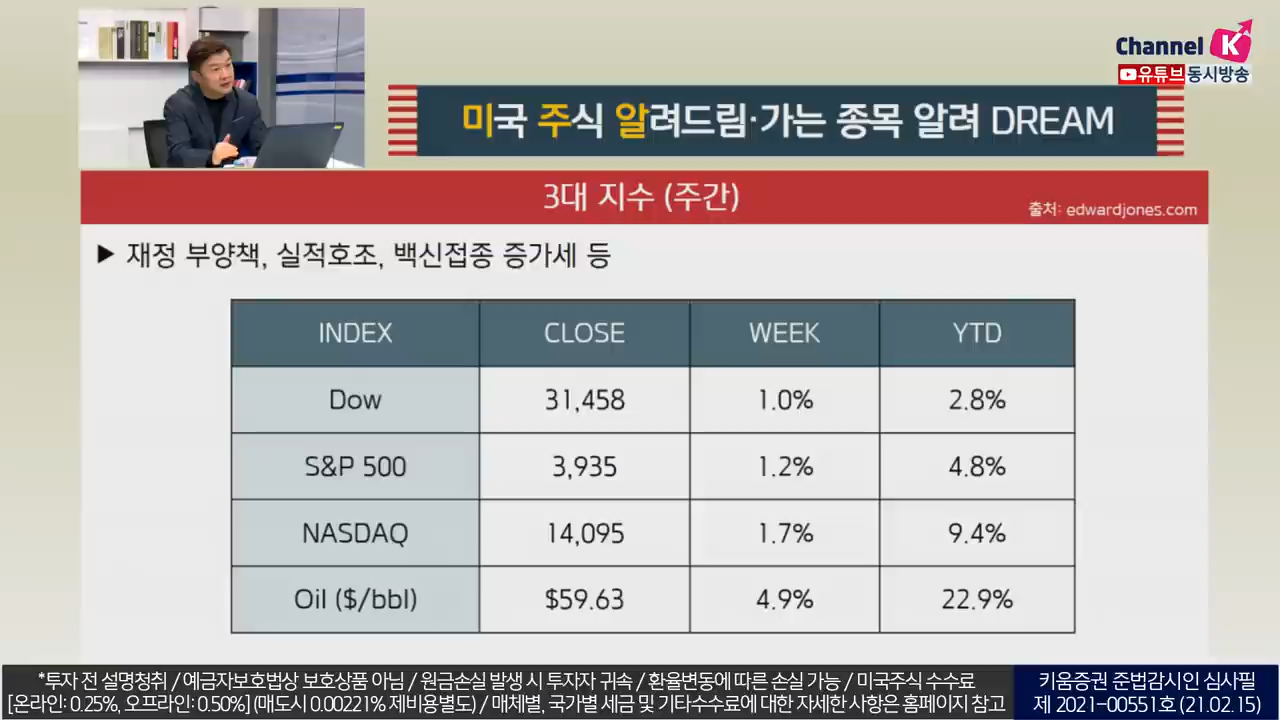 Channel K
유튜브동시방송
미국 주식 알려드림·가는 종목 알려 DREAM
3대 지수 (주간)
출처: edwardjones.com
▶ 재정 부양책, 실적호조, 백신접종 증가세 등
INDEX CLOSE WEEK YTD
Dow 31,458 1.0% 2.8%
S&P 500 3,935 1.2% 4.8%
NASDAQ 14,095 1.7% 9.4%
Oil ($/bbl) $59.63 4.9% 22.9%
*투자 전 설명청취 / 예금자보호법상 보호상품 아님 / 원금손실 발생 시 투자자 귀속 / 환율변동에 따른 손실 가능 / 미국주식 수수료
[온라인: 0.25%, 오프라인: 0.50%] (매도시 0.00221% 제비용별도) / 매체별, 국가별 세금 및 기타수수료에 대한 자세한 사항은 홈페이지 참고
키움증권 준법감시인 심사필
제 2021-00551호 (21.02.15)